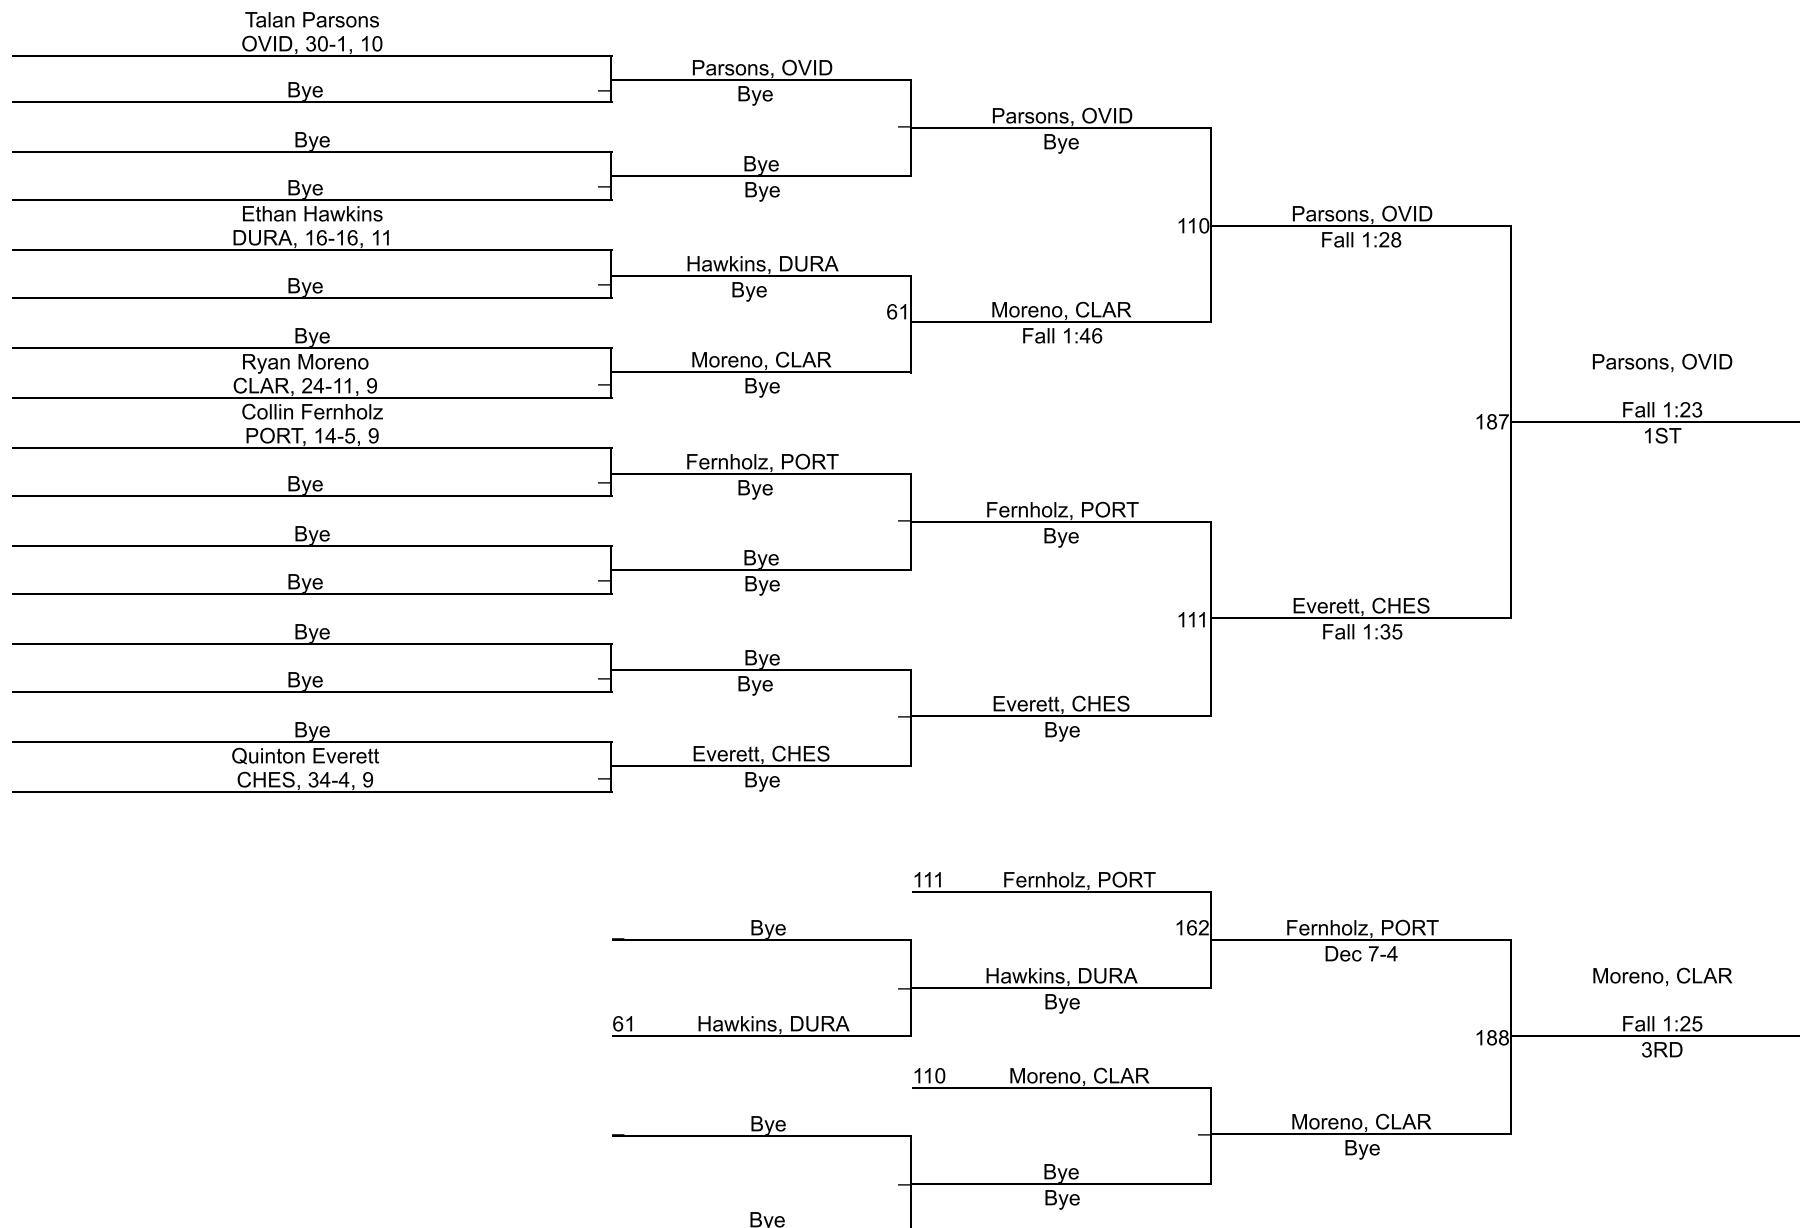 Talan Parsons
OVID, 30-1, 10
Bye
Bye
Bye
Ethan Hawkins
DURA, 16-16, 11
Bye
Bye
Ryan Moreno
CLAR, 24-11, 9
Collin Fernholz
PORT, 14-5, 9
Bye
Bye
Bye
Bye
Bye
Bye
Quinton Everett
CHES, 34-4, 9
Parsons, OVID
Bye
Bye
Bye
Hawkins, DURA
Bye
61
Moreno, CLAR
Bye
Fernholz, PORT
Bye
Bye
Bye
Bye
Bye
Everett, CHES
Bye
Parsons, OVID
Bye
110
Moreno, CLAR
Fall 1:46
Fernholz, PORT
Bye
111
Everett, CHES
Bye
Parsons, OVID
Fall 1:28
187
Everett, CHES
Fall 1:35
Parsons, OVID
Fall 1:23
1ST
Bye
61 Hawkins, DURA
Bye
Bye
111 Fernholz, PORT
162
Hawkins, DURA
Bye
110 Moreno, CLAR
Bye
Bye
Fernholz, PORT
Dec 7-4
188
Moreno, CLAR
Bye
Moreno, CLAR
Fall 1:25
3RD